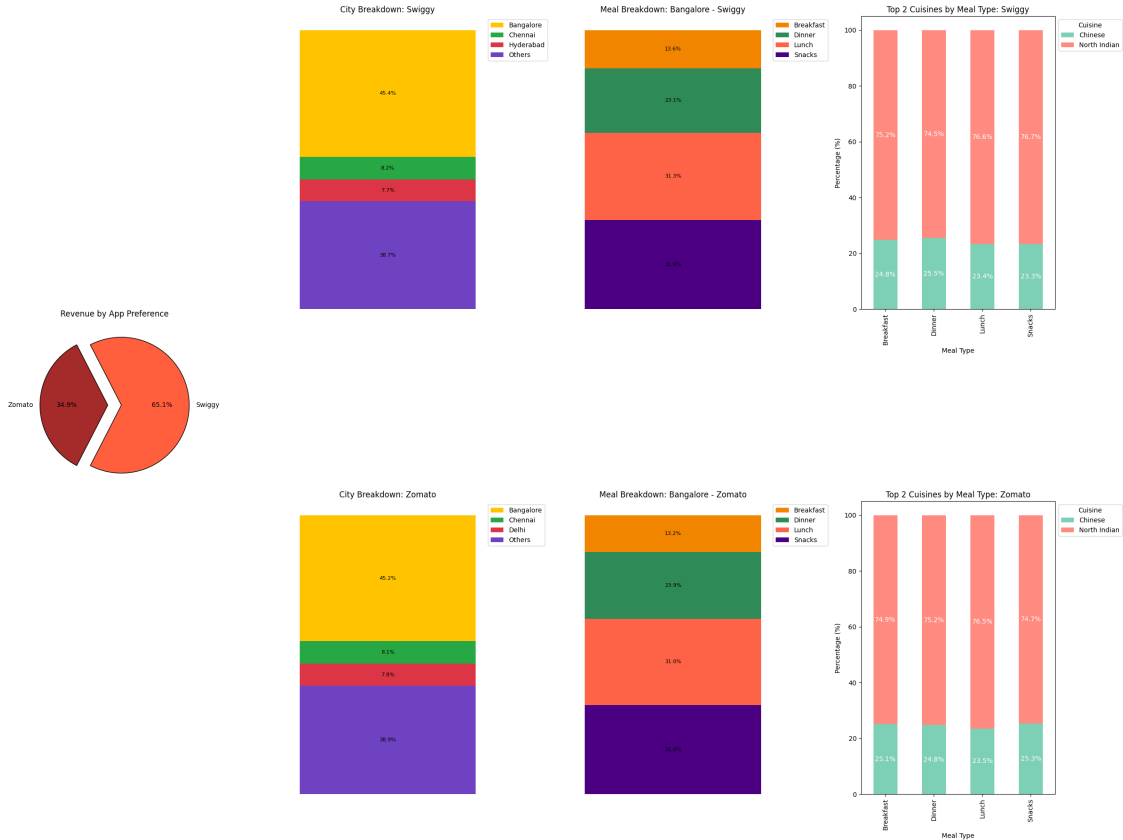 City Breakdown: Swiggy
Bangalore
Chennai
Hyderabad
Others
45.4%
8.2%
7.7%
38.7%
Meal Breakdown: Bangalore - Swiggy
Breakfast
Dinner
Lunch
Snacks
13.6%
23.1%
31.3%
Top 2 Cuisines by Meal Type: Swiggy
Cuisine
Chinese
North Indian
Percentage (%)
100
80
60
40
20
0
75.2%
74.5%
76.6%
76.7%
24.8%
25.5%
23.4%
23.3%
Breakfast
Dinner
Lunch
Snacks
Meal Type
Revenue by App Preference
Zomato
34.9%
65.1%
Swiggy
City Breakdown: Zomato
Bangalore
Chennai
Delhi
Others
45.2%
8.1%
7.8%
38.9%
Meal Breakdown: Bangalore - Zomato
Breakfast
Dinner
Lunch
Snacks
13.2%
23.9%
31.0%
Top 2 Cuisines by Meal Type: Zomato
Cuisine
Chinese
North Indian
Percentage (%)
100
80
60
40
20
0
74.9%
75.2%
76.5%
74.7%
25.1%
24.8%
23.5%
25.3%
Breakfast
Dinner
Lunch
Snacks
Meal Type